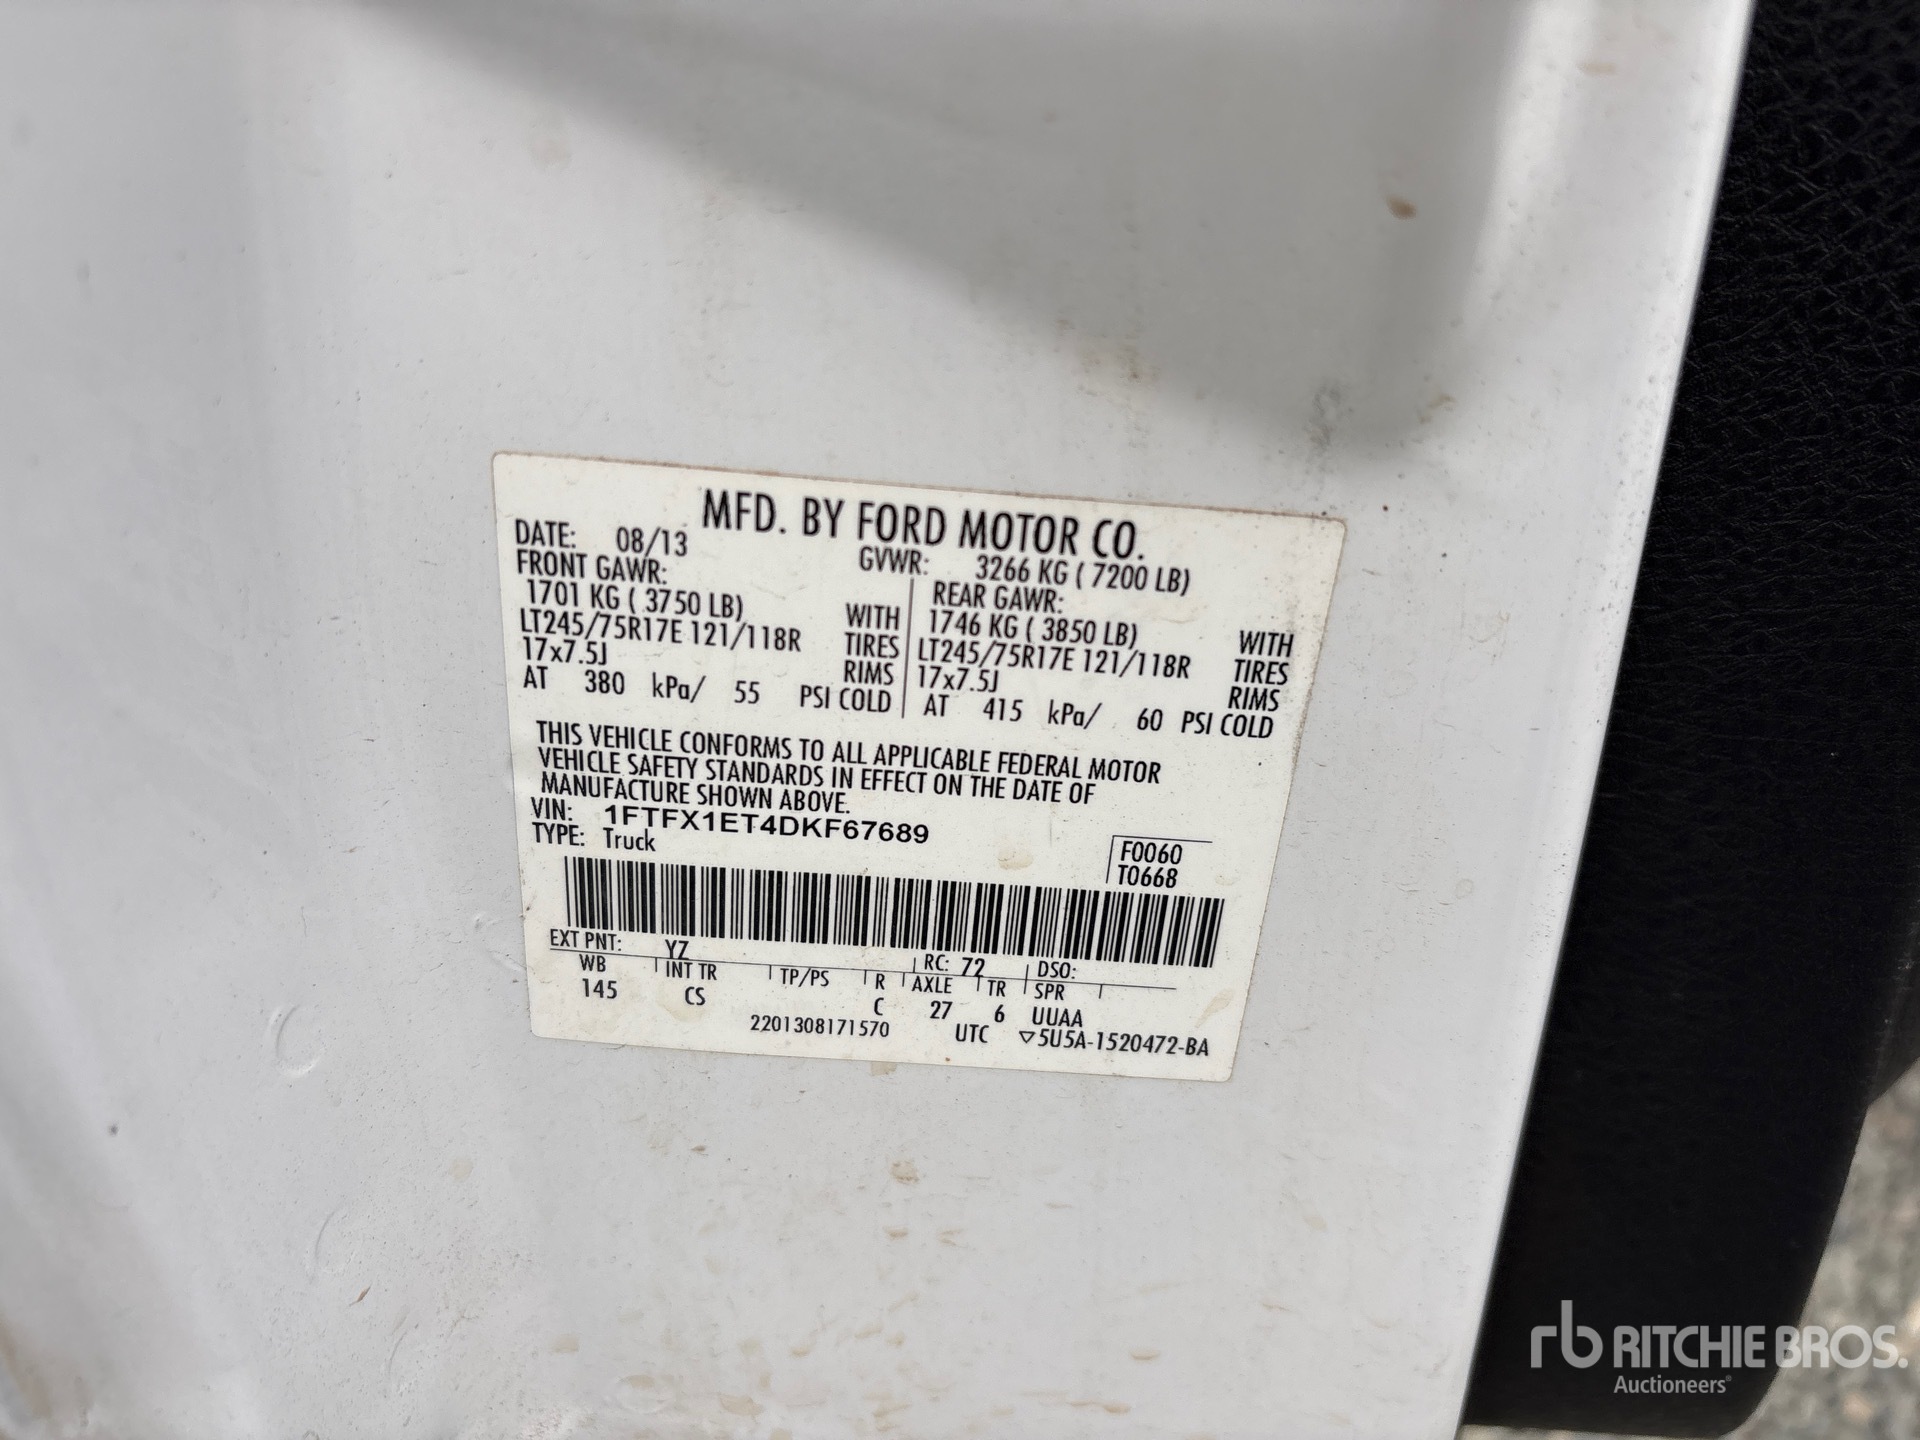 MFD. BY FORD MOTOR CO.
DATE: 08/13 GVWR: 3266 KG ( 7200 LB)
FRONT GAWR: REAR GAWR:
1701 KG ( 3750 LB) WITH 1746 KG ( 3850 LB) WITH
LT245/75R17E 121/118R TIRES LT245/75R17E 121/118R TIRES
17x7.5J RIMS 17x7.5J RIMS
AT 380 kPa/ 55 PSI COLD AT 415 kPa/ 60 PSI COLD
THIS VEHICLE CONFORMS TO ALL APPLICABLE FEDERAL MOTOR
VEHICLE SAFETY STANDARDS IN EFFECT ON THE DATE OF
MANUFACTURE SHOWN ABOVE.
VIN: 1FTFX1ET4DKF67689
TYPE: Truck
F0060
T0668
EXT PNT: YZ RC: 72 DSO:
WB INT TR TP/PS R AXLE TR SPR
145 CS C 27 6 UUAA
2201308171570 UTC ▽5U5A-1520472-BA
rb RITCHIE BROS.
Auctioneers®